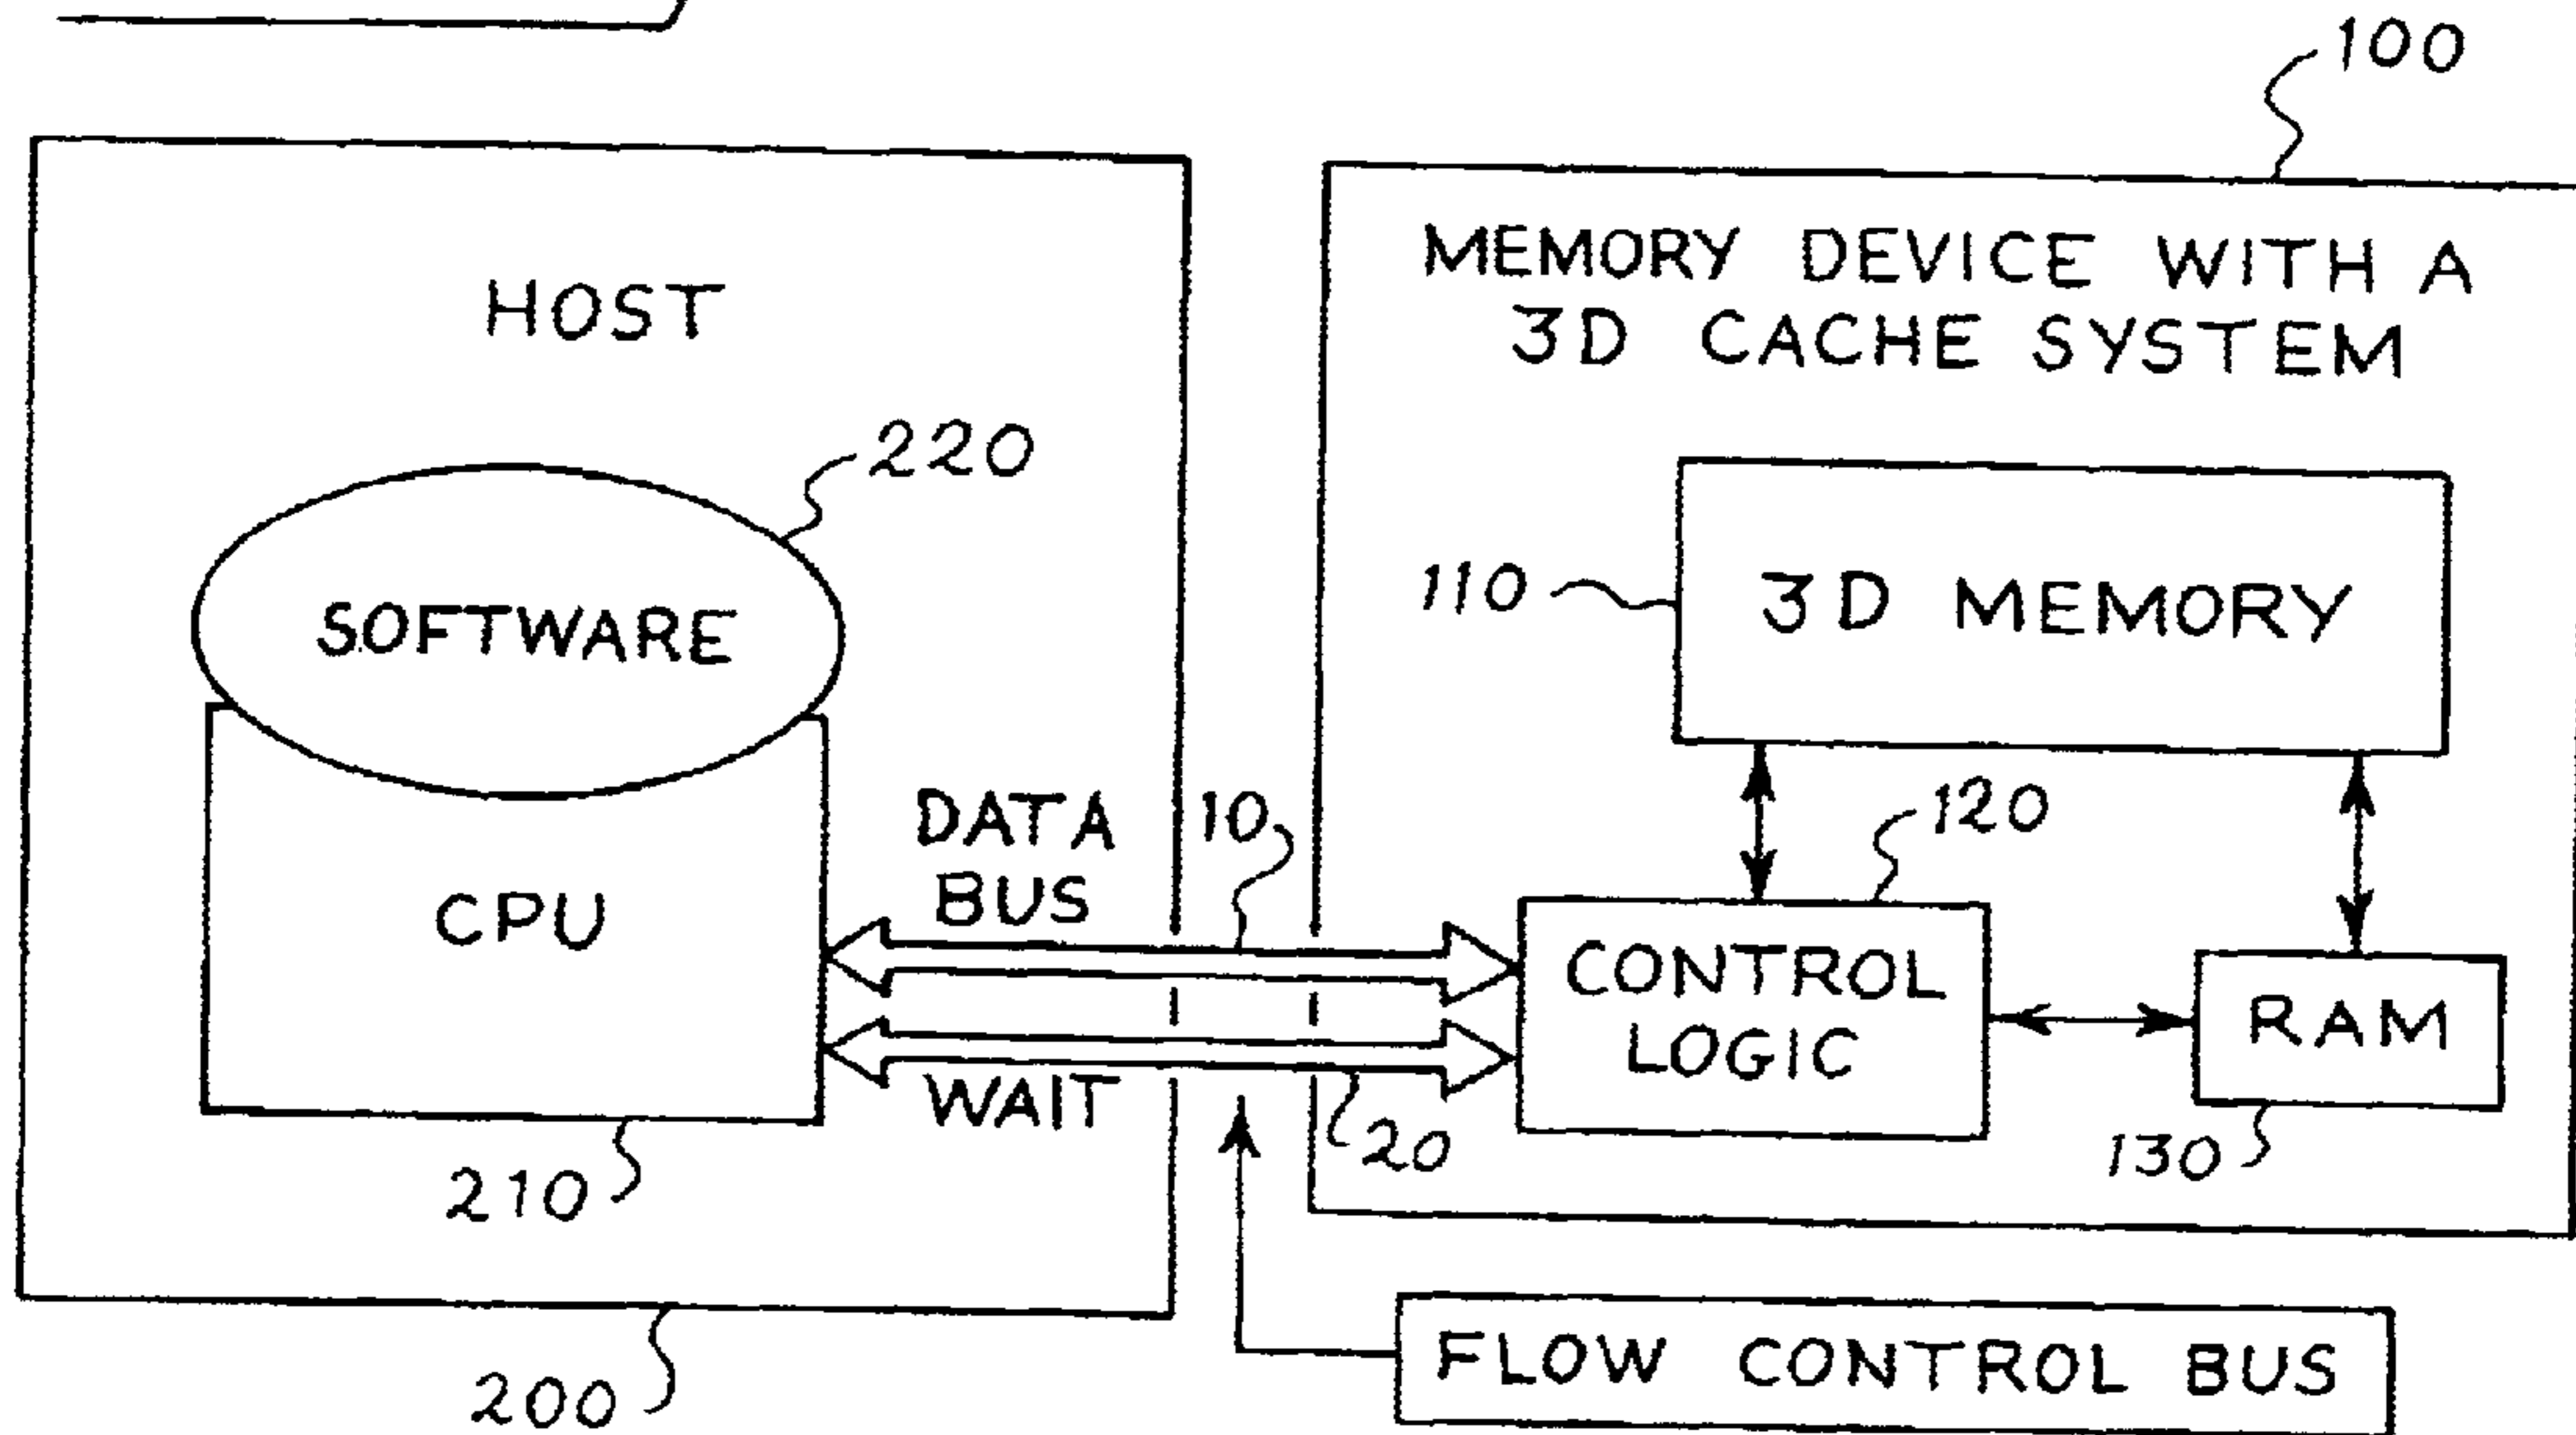 100
HOST
MEMORY DEVICE WITH A
3D CACHE SYSTEM
220
SOFTWARE
110
3D MEMORY
DATA
BUS
10
120
CPU
CONTROL
LOGIC
RAM
WAIT
20
130
210
FLOW CONTROL BUS
200